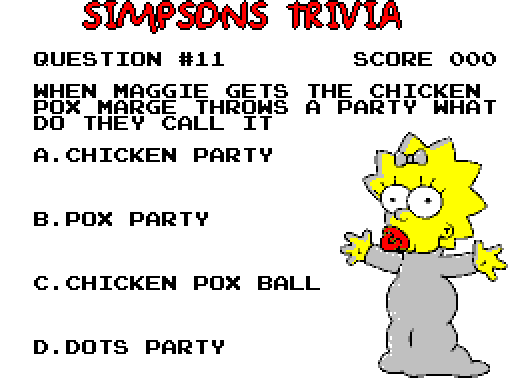 SIMPSONS TRIVIA
QUESTION #11 SCORE 000
WHEN MAGGIE GETS THE CHICKEN
POX MARGE THROWS A PARTY WHAT
DO THEY CALL IT
A.CHICKEN PARTY
B.POX PARTY
C.CHICKEN POX BALL
D.DOTS PARTY